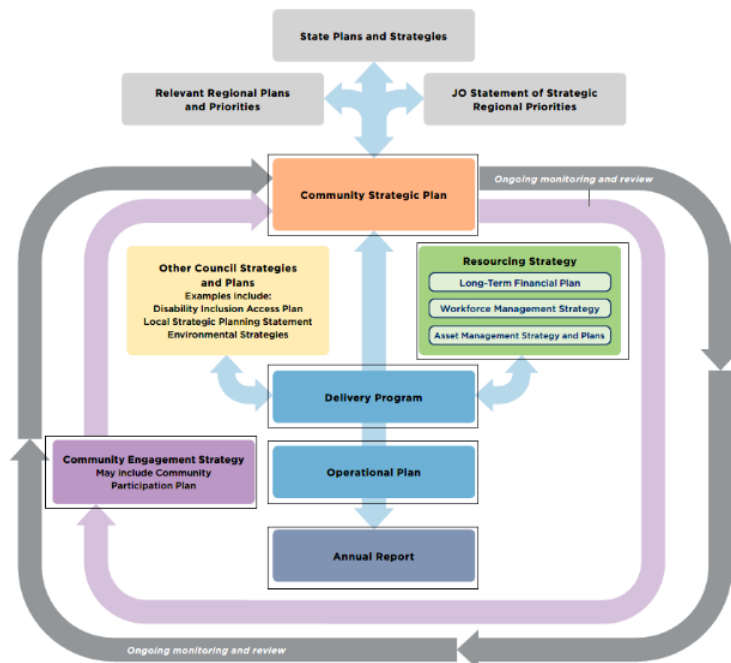 State Plans and Strategies
Relevant Regional Plans
and Priorities
JO Statement of Strategic
Regional Priorities
Community Strategic Plan
Ongoing monitoring and review
Other Council Strategies
and Plans
Examples include:
Disability Inclusion Access Plan
Local Strategic Planning Statement
Environmental Strategies
Resourcing Strategy
Long-Term Financial Plan
Workforce Management Strategy
Asset Management Strategy and Plans
Delivery Program
Community Engagement Strategy
May include Community
Participation Plan
Operational Plan
Annual Report
Ongoing monitoring and review